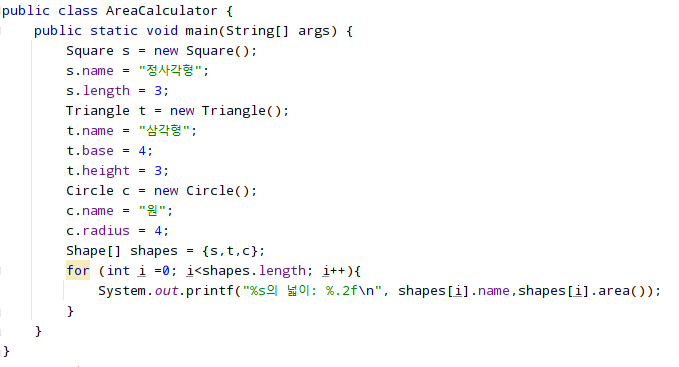 public class AreaCalculator {
    public static void main(String[] args) {
        Square s = new Square();
        s.name = "정사각형";
        s.length = 3;
        Triangle t = new Triangle();
        t.name = "삼각형";
        t.base = 4;
        t.height = 3;
        Circle c = new Circle();
        c.name = "원";
        c.radius = 4;
        Shape[] shapes = {s,t,c};
        for (int i =0; i<shapes.length; i++){
            System.out.printf("%s의 넓이: %.2f\n", shapes[i].name,shapes[i].area());
        }
    }
}